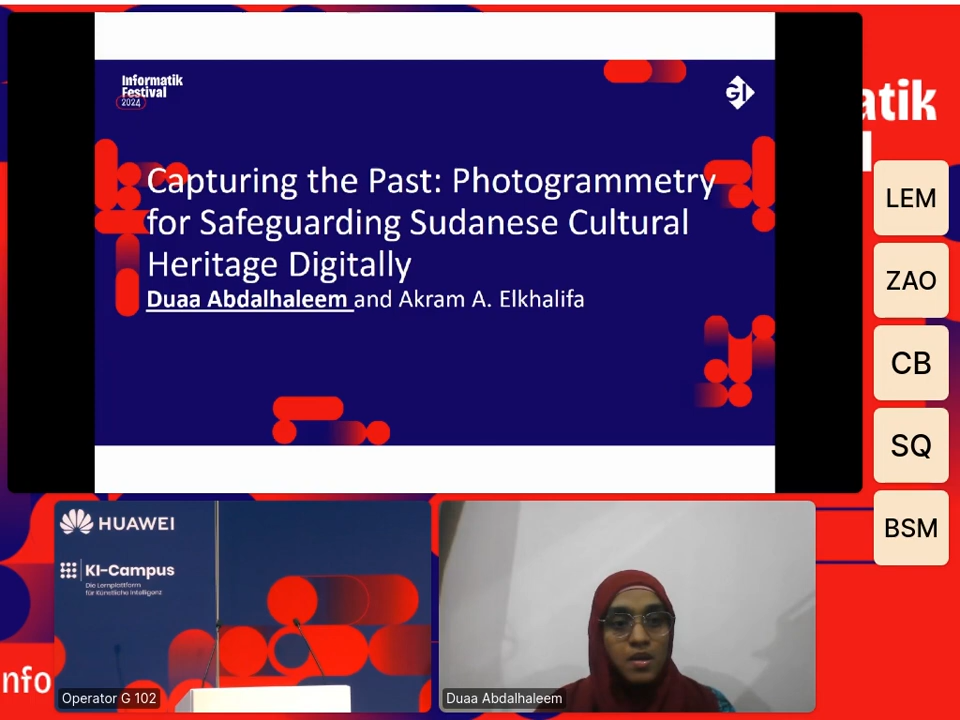 Informatik
Festival
2024
GI
Capturing the Past: Photogrammetry
for Safeguarding Sudanese Cultural
Heritage Digitally
Duaa Abdalhaleem and Akram A. Elkhalifa
atik
LEM
ZAO
CB
SQ
BSM
HUAWEI
KI-Campus
Die Lernplattform
für Künstliche Intelligenz
nfo
Operator G 102
Duaa Abdalhaleem